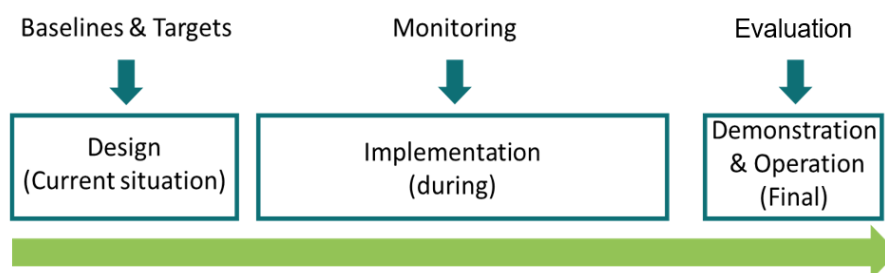 Baselines & Targets
Monitoring
Evaluation
Design
(Current situation)
Implementation
(during)
Demonstration
& Operation
(Final)